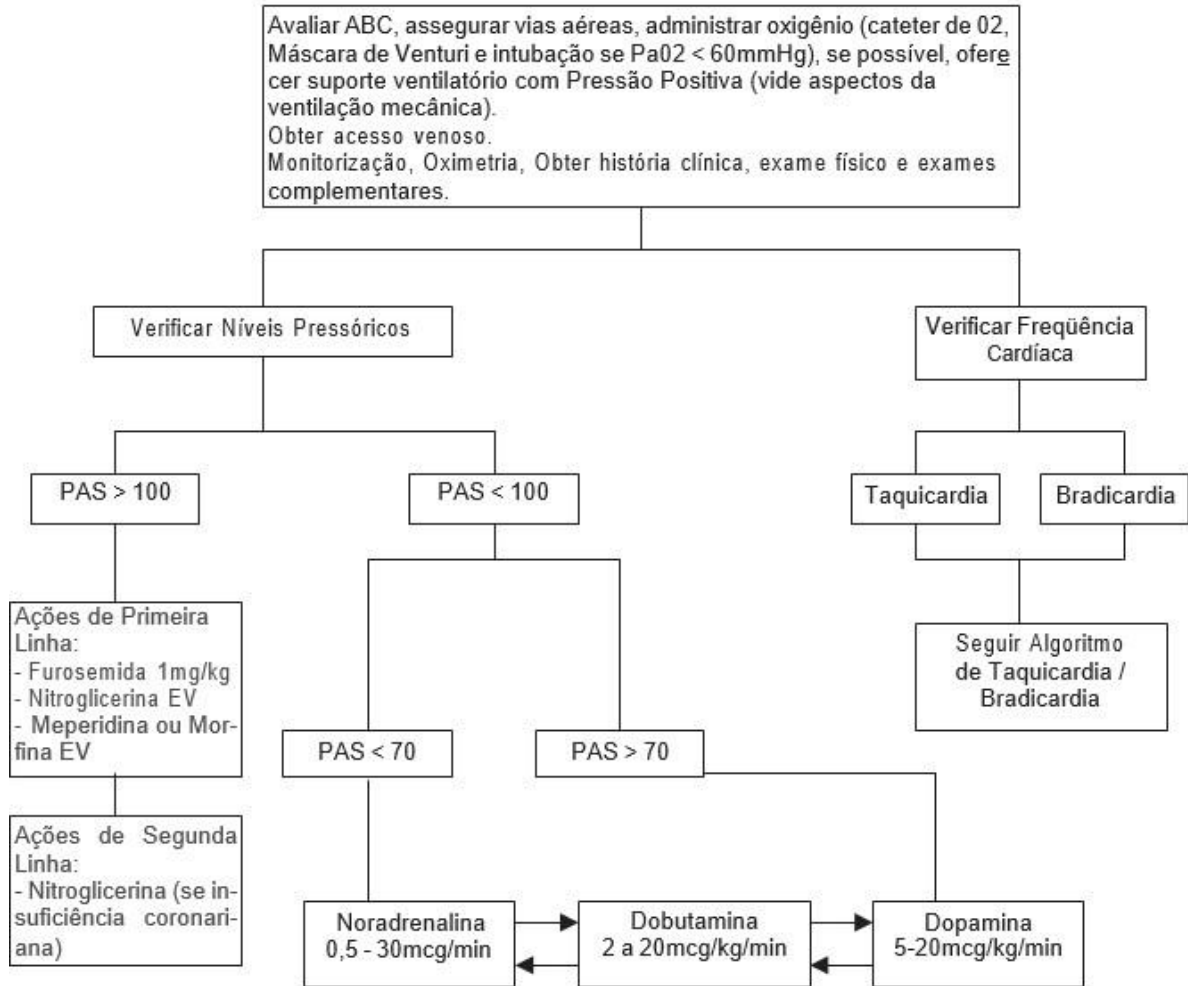 Avaliar ABC, assegurar vias aéreas, administrar oxigênio (cateter de 02,
Máscara de Venturi e intubação se Pa02 < 60mmHg), se possível, ofere
cer suporte ventilatório com Pressão Positiva (vide aspectos da
ventilação mecânica).
Obter acesso venoso.
Monitorização, Oximetria, Obter história clínica, exame físico e exames
complementares.
Verificar Níveis Pressóricos
Verificar Freqüência
Cardíaca
PAS > 100
PAS < 100
Taquicardia
Bradicardia
Ações de Primeira
Linha:
- Furosemida 1mg/kg
- Nitroglicerina EV
- Meperidina ou Mor-
fina EV
Seguir Algoritmo
de Taquicardia /
Bradicardia
PAS < 70
PAS > 70
Ações de Segunda
Linha:
- Nitroglicerina (se in-
suficiência coronari-
ana)
Noradrenalina
0,5 - 30mcg/min
Dobutamina
2 a 20mcg/kg/min
Dopamina
5-20mcg/kg/min